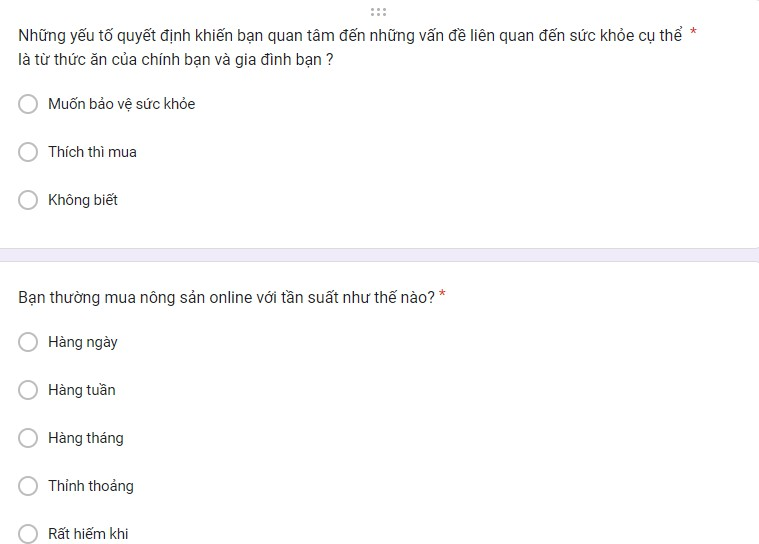 Những yếu tố quyết định khiến bạn quan tâm đến những vấn đề liên quan đến sức khỏe cụ thể *
là từ thức ăn của chính bạn và gia đình bạn ?
Muốn bảo vệ sức khỏe
Thích thì mua
Không biết
Bạn thường mua nông sản online với tần suất như thế nào? *
Hàng ngày
Hàng tuần
Hàng tháng
Thỉnh thoảng
Rất hiếm khi